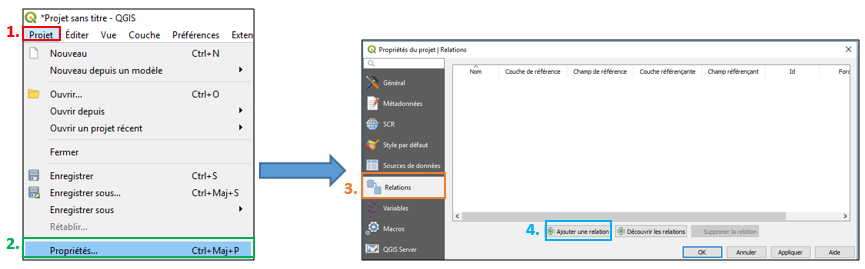 *Projet sans titre - QGIS
1.
Projet Éditer Vue Couche Préférences Exten
Nouveau Ctrl+N
Nouveau depuis un modèle
Ouvrir... Ctrl+O
Ouvrir depuis
Ouvrir un projet récent
Fermer
Enregistrer Ctrl+S
Enregistrer sous... Ctrl+Maj+S
Enregistrer sous
Rétablir...
2.
Propriétés... Ctrl+Maj+P
Propriétés du projet | Relations
Général
Métadonnées
SCR
Style par défaut
Sources de données
3.
Relations
Variables
Macros
QGIS Server
Nom Couche de référence Champ de référence Couche référençante Champ référençant Id Forc
4.
Ajouter une relation Découvrir les relations Supprimer la relation
OK Annuler Appliquer Aide